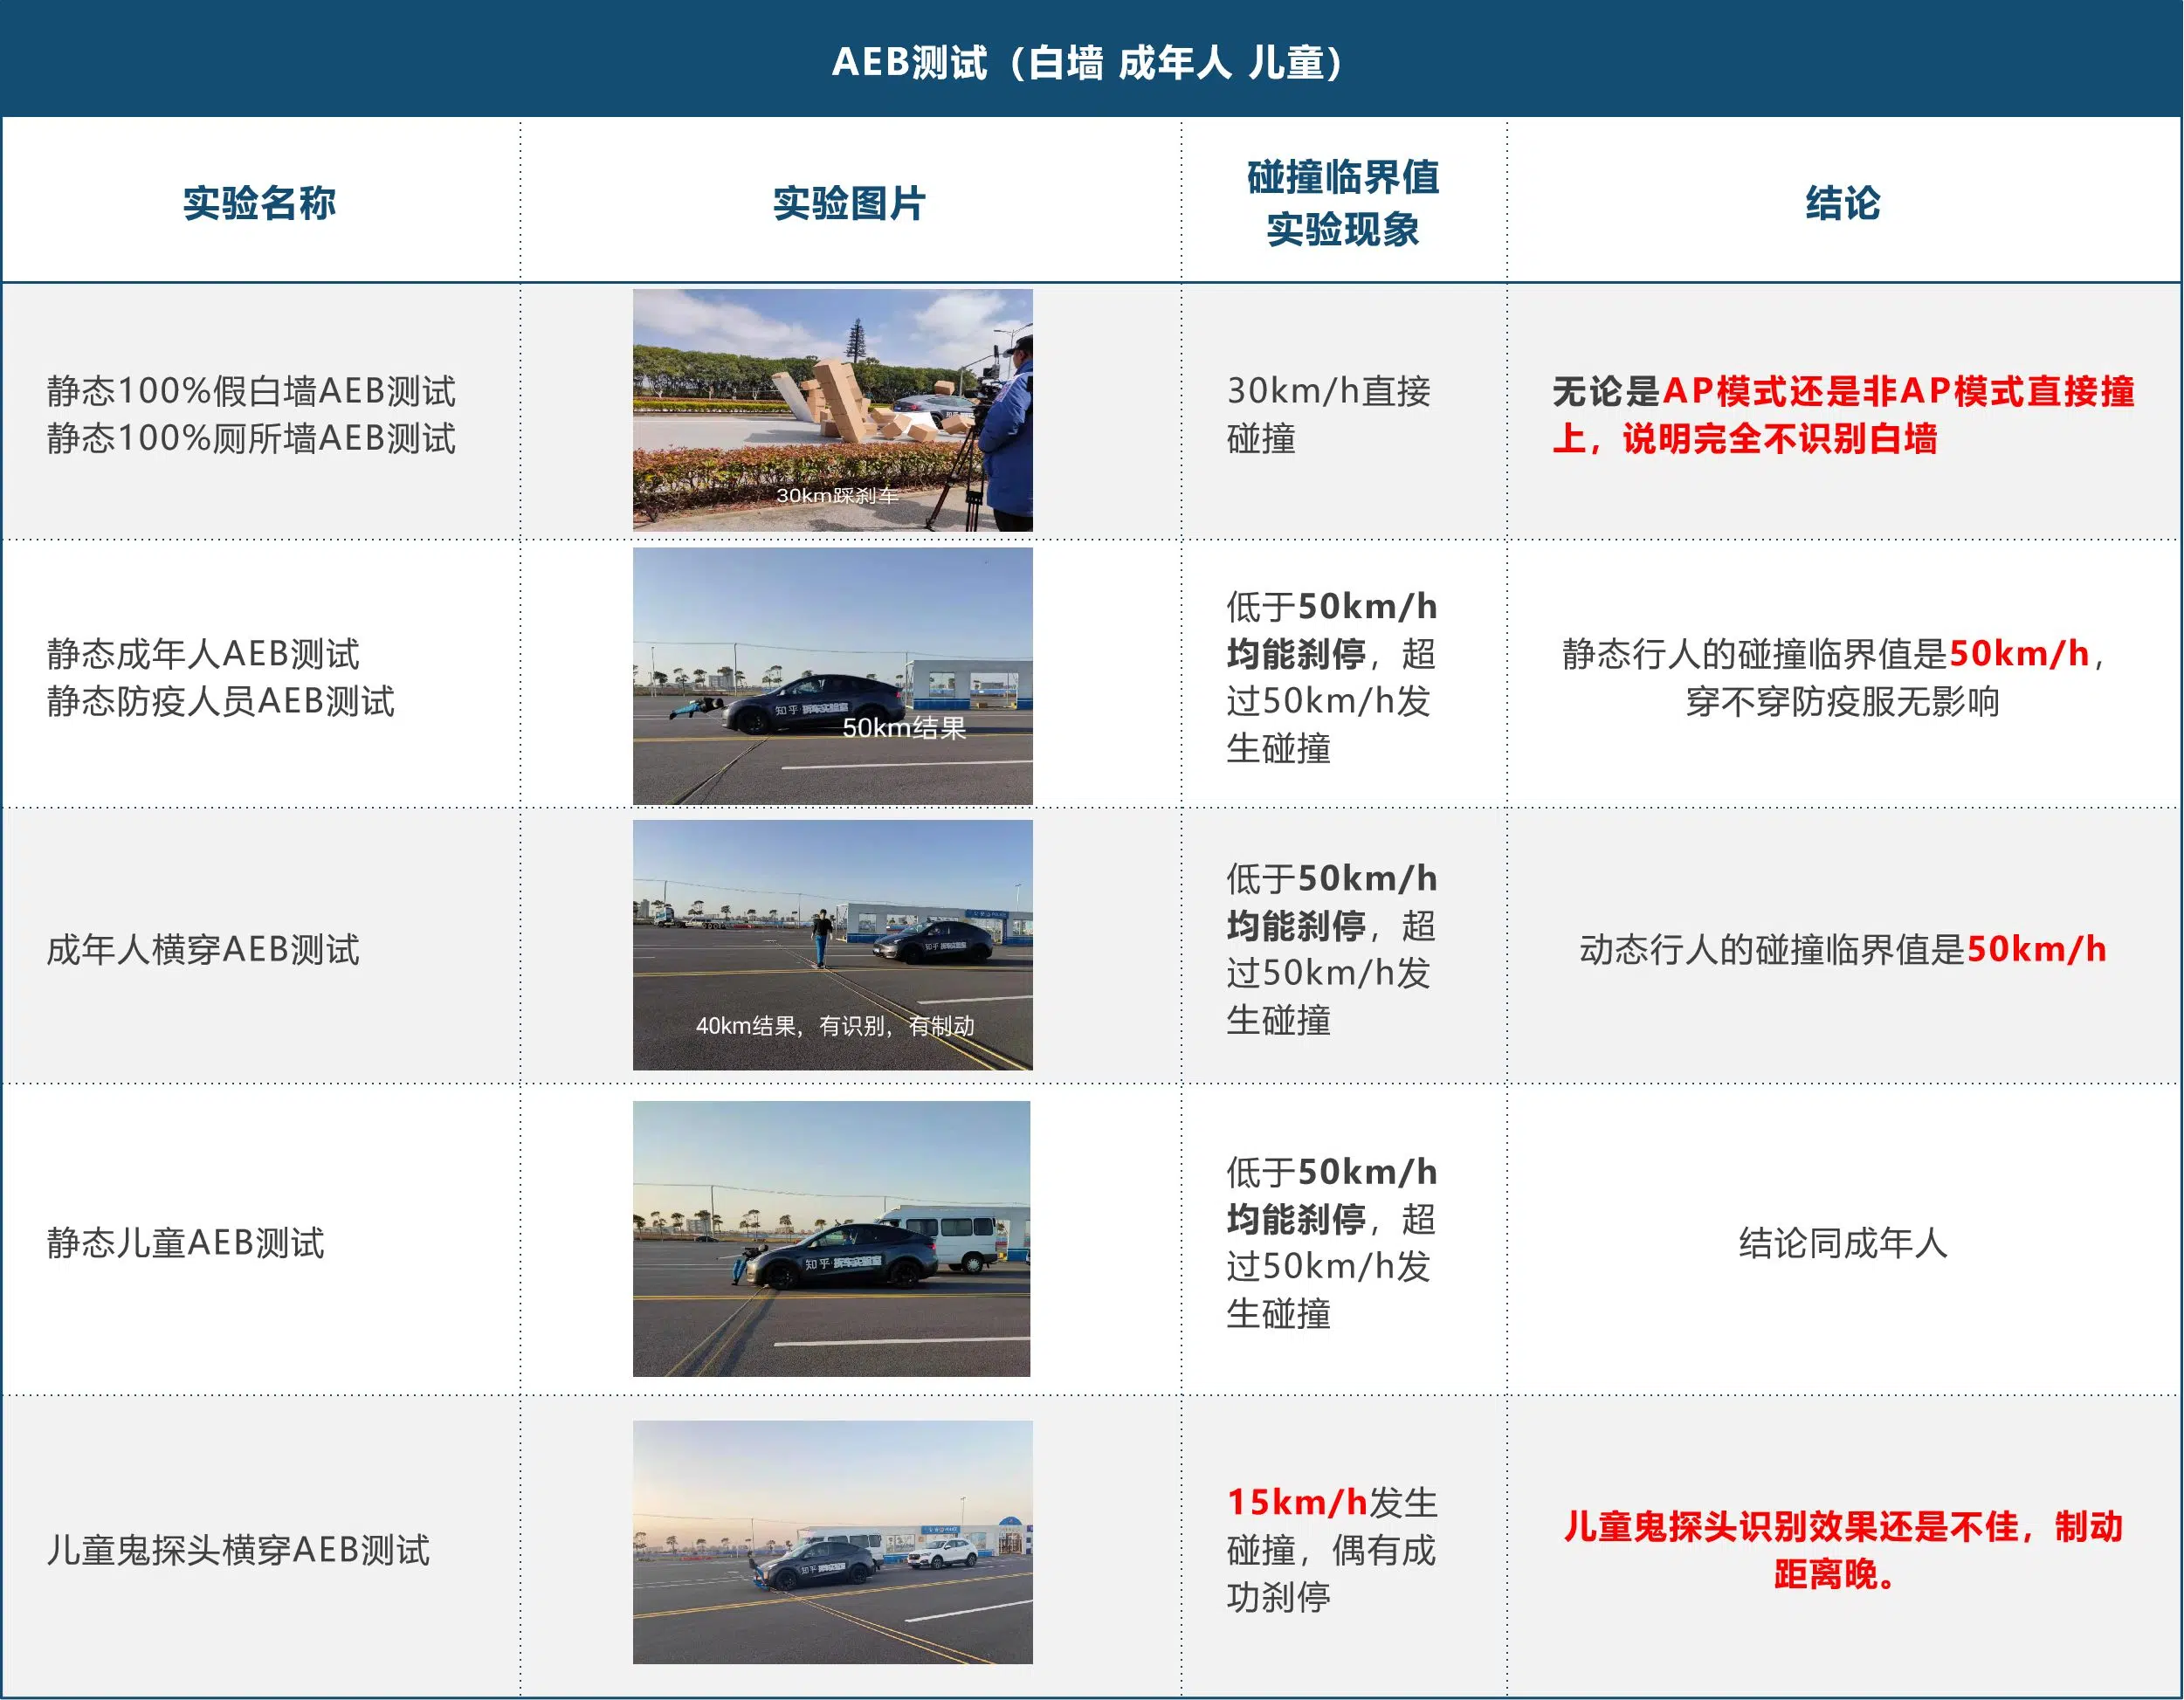 AEB测试（白墙 成年人 儿童）
实验名称
实验图片
碰撞临界值
实验现象
结论
静态100%假白墙AEB测试
静态100%厕所墙AEB测试
30km踩刹车
30km/h直接
碰撞
无论是AP模式还是非AP模式直接撞
上，说明完全不识别白墙
静态成年人AEB测试
静态防疫人员AEB测试
知乎 拆车实验室
50km结果
低于50km/h
均能刹停，超
过50km/h发
生碰撞
静态行人的碰撞临界值是50km/h，
穿不穿防疫服无影响
成年人横穿AEB测试
知乎 拆车实验室
40km结果，有识别，有制动
低于50km/h
均能刹停，超
过50km/h发
生碰撞
动态行人的碰撞临界值是50km/h
静态儿童AEB测试
知乎 拆车实验室
低于50km/h
均能刹停，超
过50km/h发
生碰撞
结论同成年人
儿童鬼探头横穿AEB测试
知乎 拆车实验室
15km/h发生
碰撞，偶有成
功刹停
儿童鬼探头识别效果还是不佳，制动
距离晚。